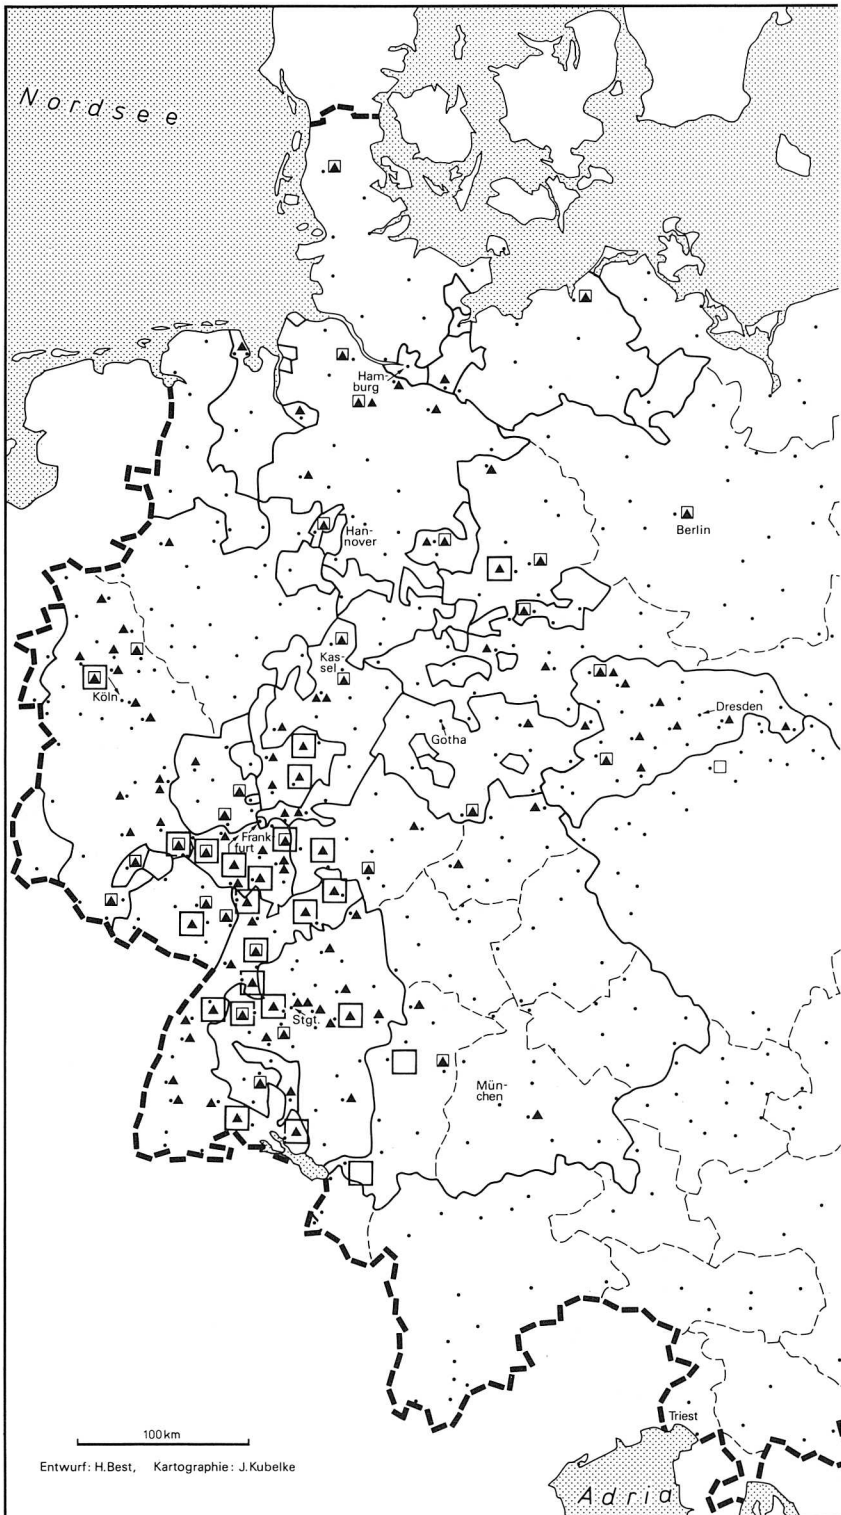 Nordsee
Ham-
burg
Han-
nover
Berlin
Kas-
sel
Köln
Dresden
Gotha
Frank-
furt
Stgt.
Mün-
chen
Triest
100 km
Entwurf: H.Best, Kartographie: J.Kubelke
Adria